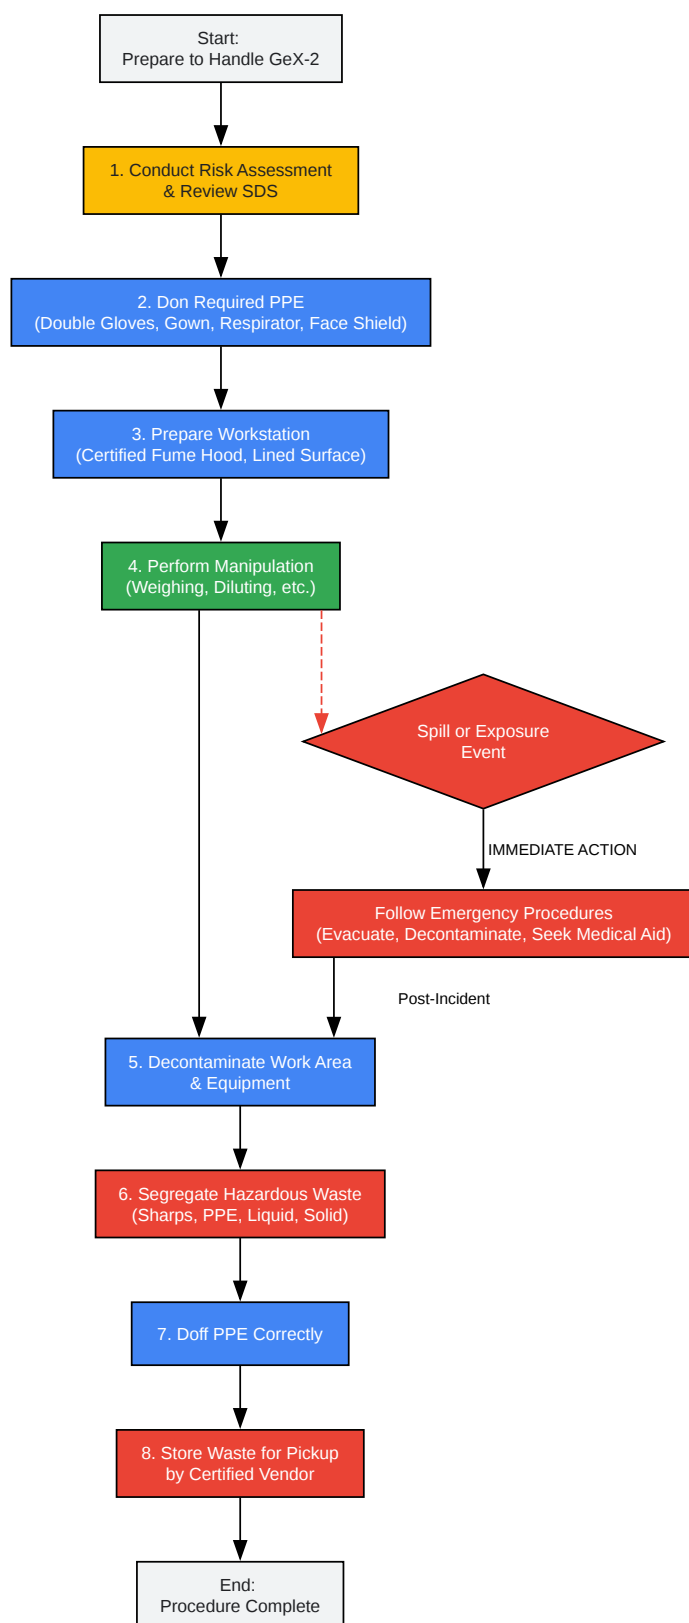 Start:
Prepare to Handle GeX-2
1. Conduct Risk Assessment
& Review SDS
2. Don Required PPE
(Double Gloves, Gown, Respirator, Face Shield)
3. Prepare Workstation
(Certified Fume Hood, Lined Surface)
4. Perform Manipulation
(Weighing, Diluting, etc.)
Spill or Exposure
Event
IMMEDIATE ACTION
Follow Emergency Procedures
(Evacuate, Decontaminate, Seek Medical Aid)
Post-Incident
5. Decontaminate Work Area
& Equipment
6. Segregate Hazardous Waste
(Sharps, PPE, Liquid, Solid)
7. Doff PPE Correctly
8. Store Waste for Pickup
by Certified Vendor
End:
Procedure Complete